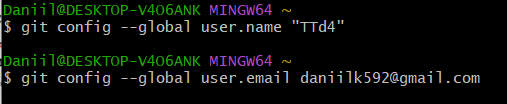 Daniil@DESKTOP-V4O6ANK MINGW64 ~
$ git config --global user.name "TTd4"
Daniil@DESKTOP-V4O6ANK MINGW64 ~
$ git config --global user.email daniilk592@gmail.com